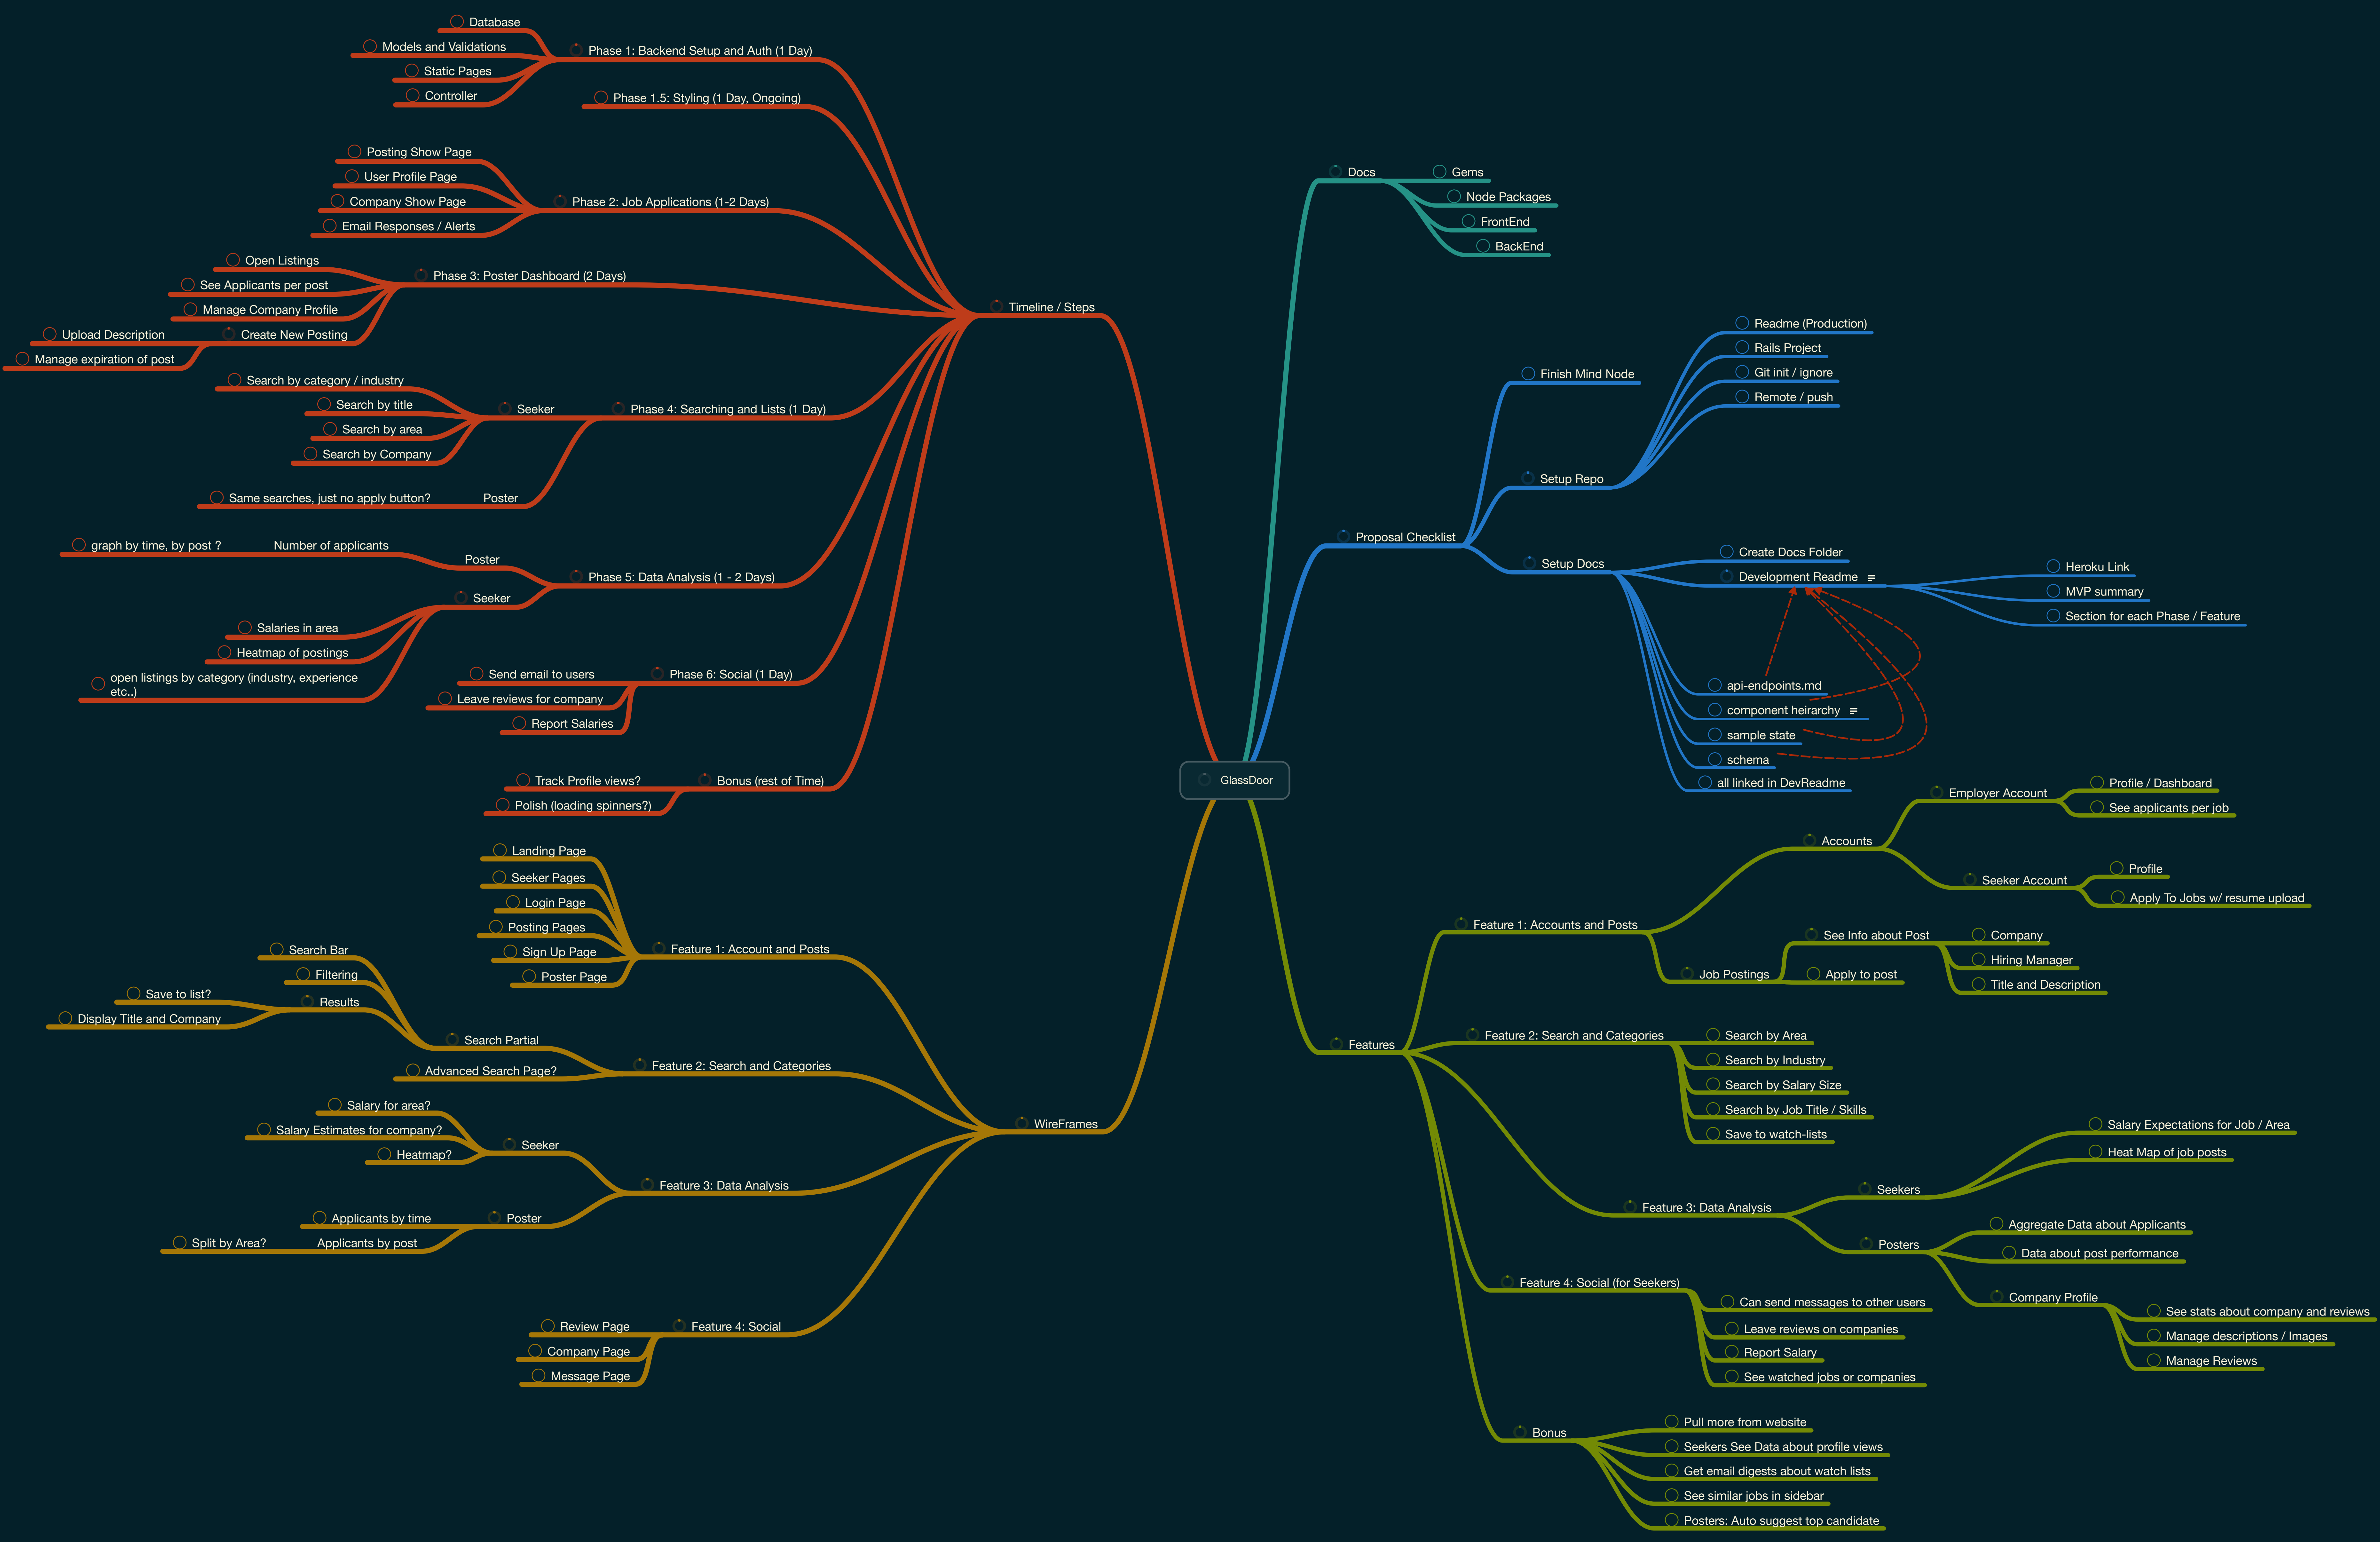 GlassDoor
Timeline / Steps
Phase 1: Backend Setup and Auth (1 Day)
Database
Models and Validations
Static Pages
Controller
Phase 1.5: Styling (1 Day, Ongoing)
Phase 2: Job Applications (1-2 Days)
Posting Show Page
User Profile Page
Company Show Page
Email Responses / Alerts
Phase 3: Poster Dashboard (2 Days)
Open Listings
See Applicants per post
Manage Company Profile
Create New Posting
Upload Description
Manage expiration of post
Phase 4: Searching and Lists (1 Day)
Seeker
Search by category / industry
Search by title
Search by area
Search by Company
Poster
Same searches, just no apply button?
Phase 5: Data Analysis (1 - 2 Days)
Poster
Number of applicants
graph by time, by post ?
Seeker
Salaries in area
Heatmap of postings
open listings by category (industry, experience
etc..)
Phase 6: Social (1 Day)
Send email to users
Leave reviews for company
Report Salaries
Bonus (rest of Time)
Track Profile views?
Polish (loading spinners?)
WireFrames
Feature 1: Account and Posts
Landing Page
Seeker Pages
Login Page
Posting Pages
Sign Up Page
Poster Page
Feature 2: Search and Categories
Search Partial
Search Bar
Filtering
Results
Save to list?
Display Title and Company
Advanced Search Page?
Feature 3: Data Analysis
Seeker
Salary for area?
Salary Estimates for company?
Heatmap?
Poster
Applicants by time
Applicants by post
Split by Area?
Feature 4: Social
Review Page
Company Page
Message Page
Docs
Gems
Node Packages
FrontEnd
BackEnd
Proposal Checklist
Finish Mind Node
Setup Repo
Readme (Production)
Rails Project
Git init / ignore
Remote / push
Setup Docs
Create Docs Folder
Development Readme
Heroku Link
MVP summary
Section for each Phase / Feature
api-endpoints.md
component heirarchy
sample state
schema
all linked in DevReadme
Features
Feature 1: Accounts and Posts
Accounts
Employer Account
Profile / Dashboard
See applicants per job
Seeker Account
Profile
Apply To Jobs w/ resume upload
Job Postings
See Info about Post
Company
Hiring Manager
Title and Description
Apply to post
Feature 2: Search and Categories
Search by Area
Search by Industry
Search by Salary Size
Search by Job Title / Skills
Save to watch-lists
Feature 3: Data Analysis
Seekers
Salary Expectations for Job / Area
Heat Map of job posts
Posters
Aggregate Data about Applicants
Data about post performance
Company Profile
See stats about company and reviews
Manage descriptions / Images
Manage Reviews
Feature 4: Social (for Seekers)
Can send messages to other users
Leave reviews on companies
Report Salary
See watched jobs or companies
Bonus
Pull more from website
Seekers See Data about profile views
Get email digests about watch lists
See similar jobs in sidebar
Posters: Auto suggest top candidate